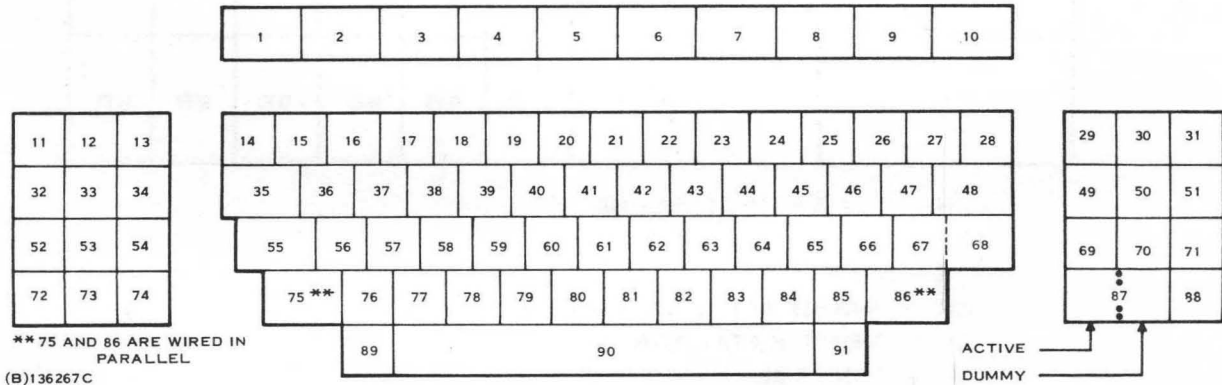 1 2 3 4 5 6 7 8 9 10
11 12 13 14 15 16 17 18 19 20 21 22 23 24 25 26 27 28 29 30 31
32 33 34 35 36 37 38 39 40 41 42 43 44 45 46 47 48 49 50 51
52 53 54 55 56 57 58 59 60 61 62 63 64 65 66 67 68 69 70 71
72 73 74 75 ** 76 77 78 79 80 81 82 83 84 85 86 ** 87 88
** 75 AND 86 ARE WIRED IN
PARALLEL
89 90 91
ACTIVE
DUMMY
(B)136267C